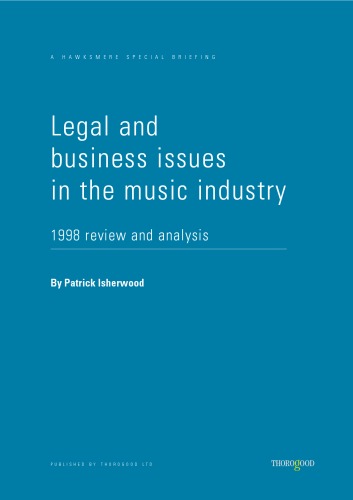 A HAWKSMERE SPECIAL BRIEFING
Legal and
business issues
in the music industry
1998 review and analysis
By Patrick Isherwood
PUBLISHED BY THOROGOOD LTD
THOROGOOD